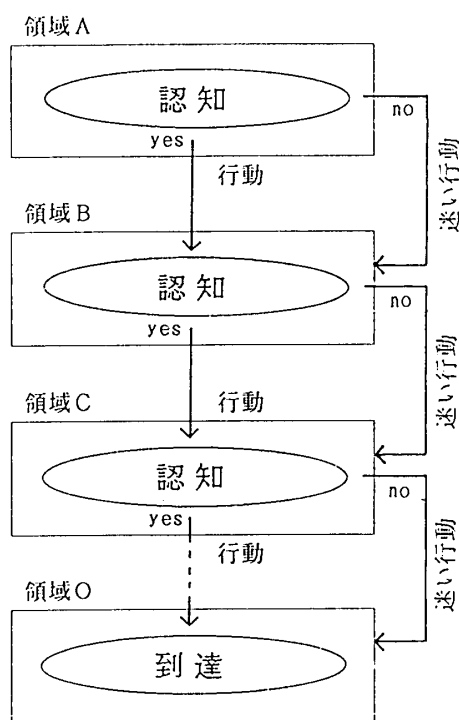 領域A
認知
no
yes
行動
迷い行動
領域B
認知
no
yes
行動
迷い行動
領域C
認知
no
yes
行動
迷い行動
領域O
到達